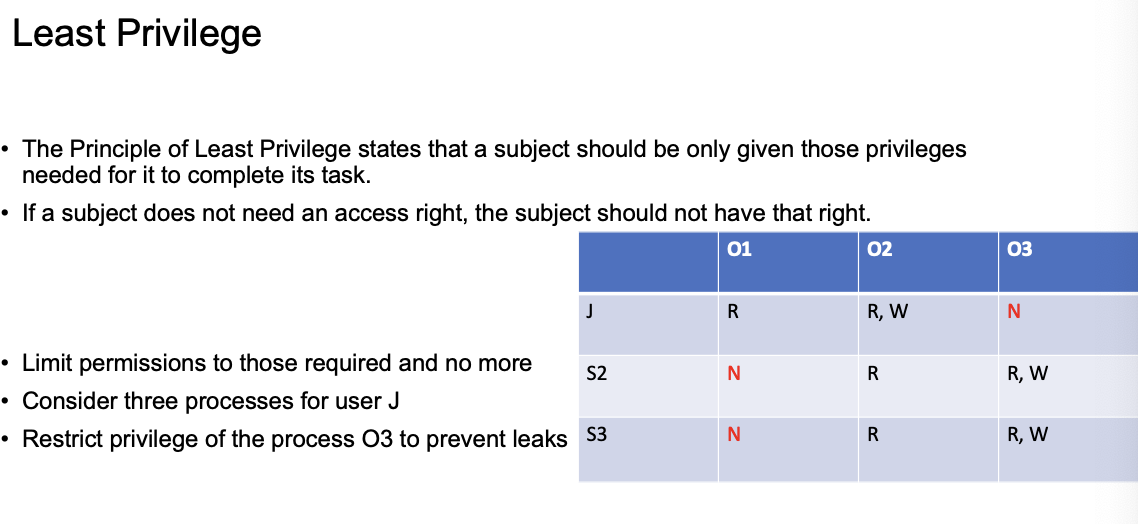 Least Privilege
• The Principle of Least Privilege states that a subject should be only given those privileges
needed for it to complete its task.
• If a subject does not need an access right, the subject should not have that right.
O1 O2 O3
J R R, W N
• Limit permissions to those required and no more
S2 N R R, W
• Consider three processes for user J
• Restrict privilege of the process O3 to prevent leaks
S3 N R R, W